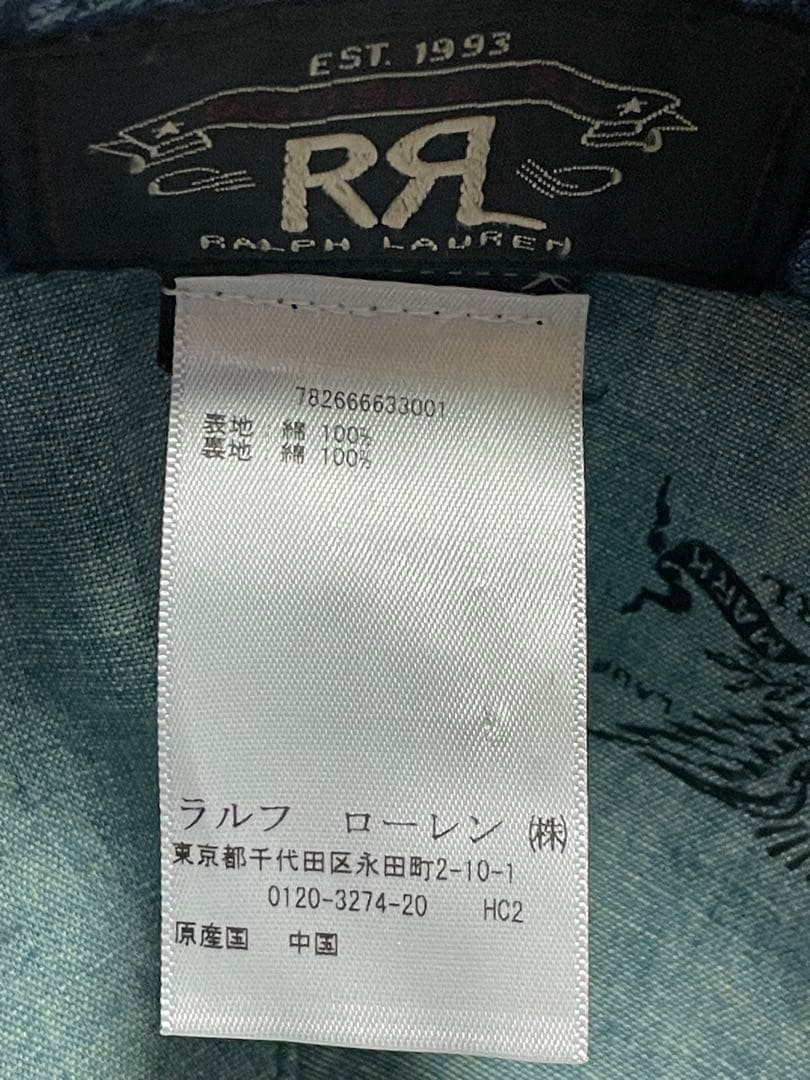 EST. 1993
RRL
RALPH LAUREN
782666633001
表地 : 綿 100%
裏地 : 綿 100%
MARK
ラルフ ローレン ㈱
東京都千代田区永田町2-10-1
0120-3274-20 HC2
原産国 中国